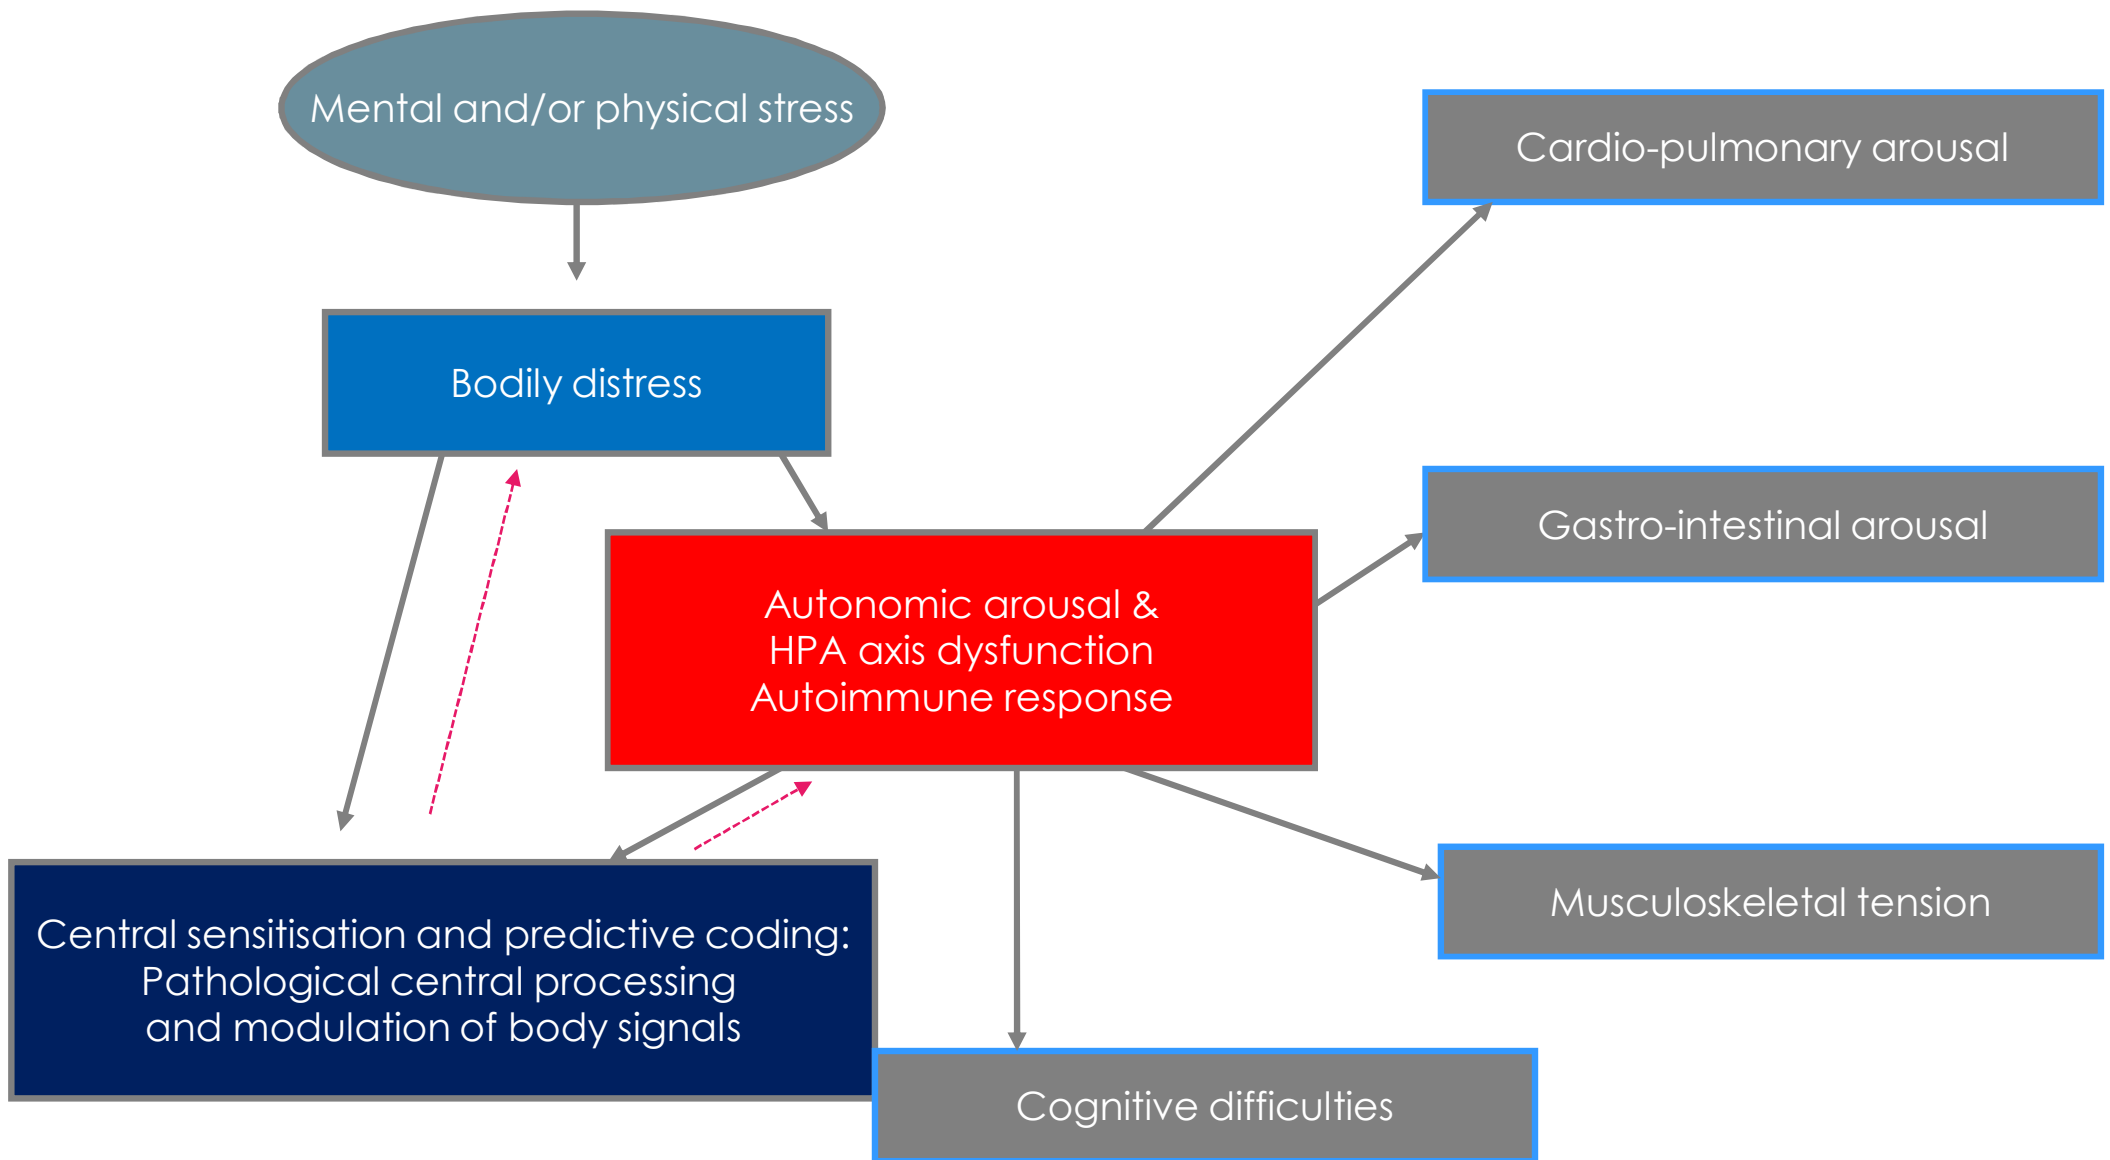 Mental and/or physical stress
Cardio-pulmonary arousal
Bodily distress
Gastro-intestinal arousal
Autonomic arousal &
HPA axis dysfunction
Autoimmune response
Musculoskeletal tension
Central sensitisation and predictive coding:
Pathological central processing
and modulation of body signals
Cognitive difficulties